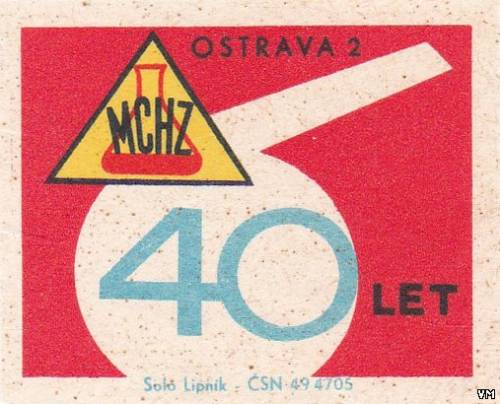 OSTRAVA 2
MCHZ
40
LET
Solo Lipník - ČSN 49 4705
VM